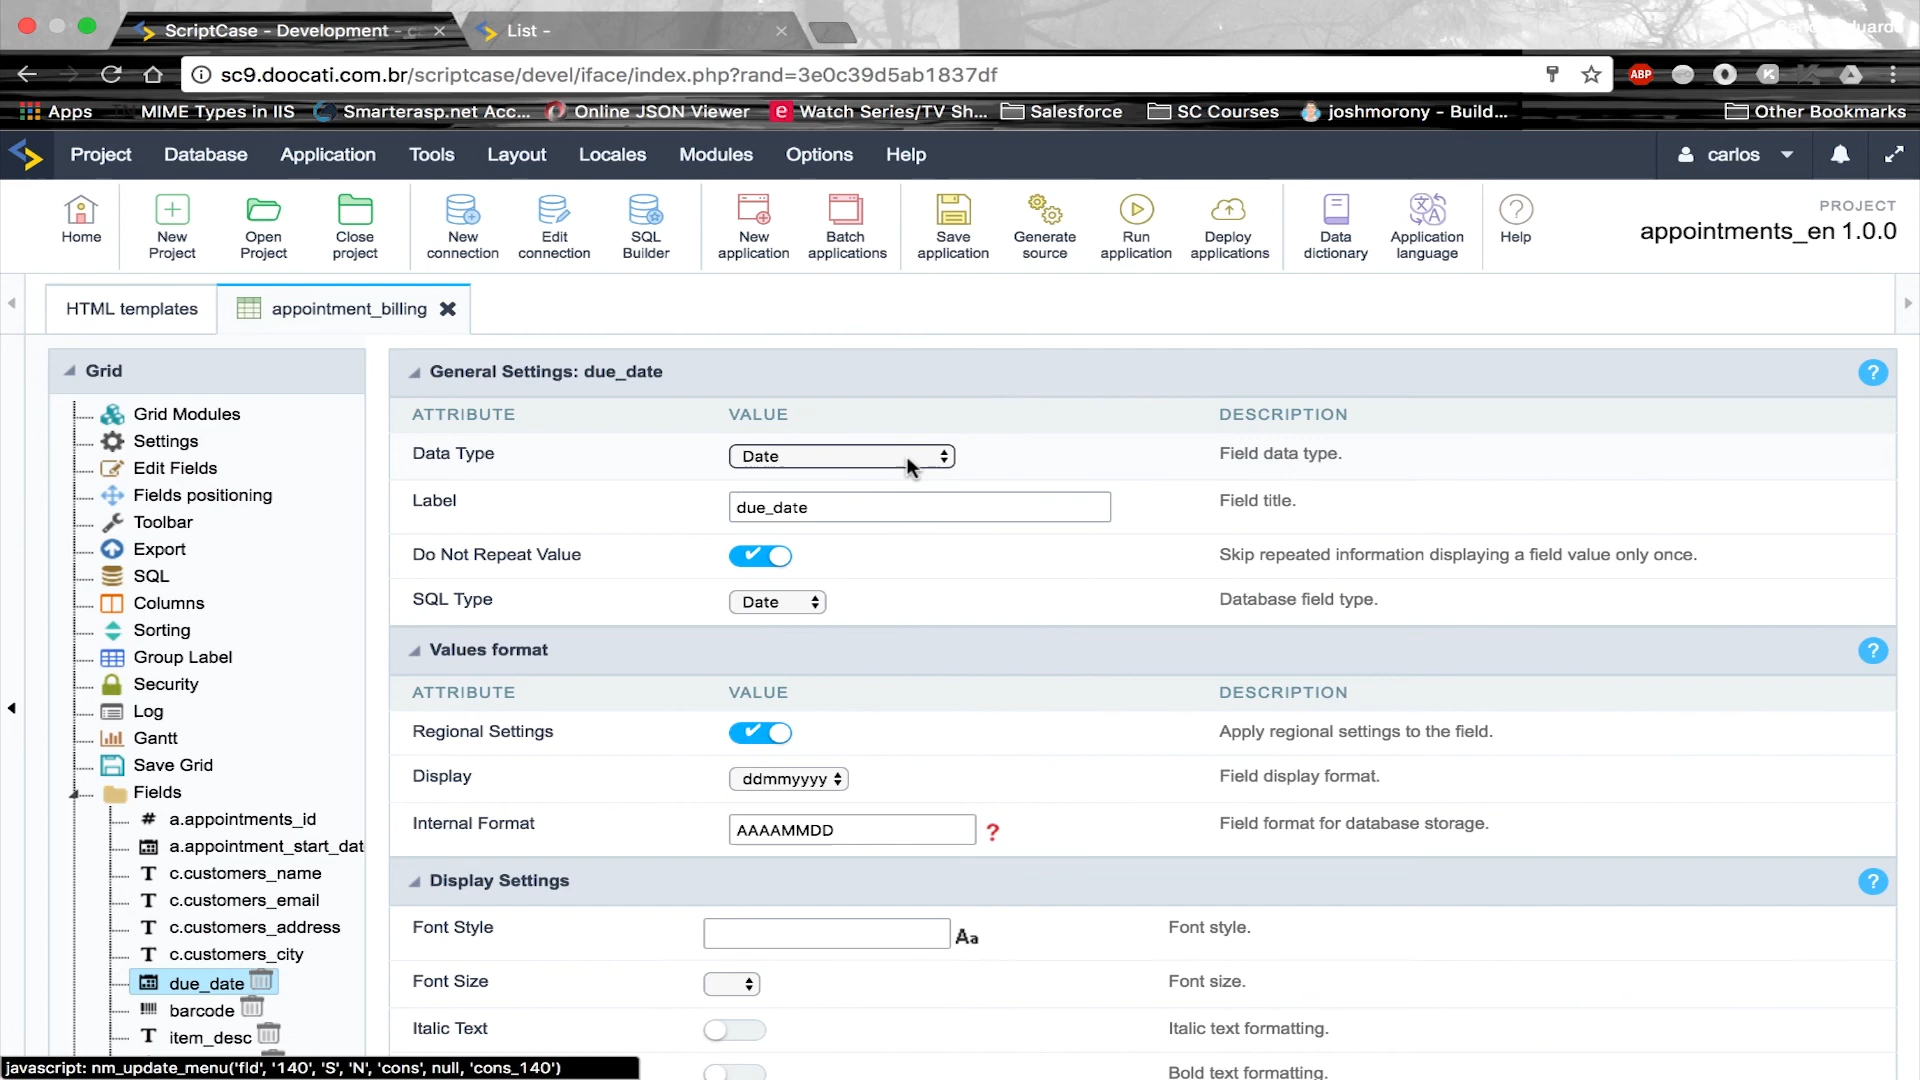 ScriptCase - Development - c
List -
sc9.doocati.com.br/scriptcase/devel/iface/index.php?rand=3e0c39d5ab1837df
ABP
Apps
MIME Types in IIS
Smarterasp.net Acc...
Online JSON Viewer
Watch Series/TV Sh...
Salesforce
SC Courses
joshmorony - Build...
Other Bookmarks
Project
Database
Application
Tools
Layout
Locales
Modules
Options
Help
carlos
Home
New
Project
Open
Project
Close
project
New
connection
Edit
connection
SQL
Builder
New
application
Batch
applications
Save
application
Generate
source
Run
application
Deploy
applications
Data
dictionary
Application
language
Help
PROJECT
appointments_en 1.0.0
HTML templates
appointment_billing
Grid
Grid Modules
Settings
Edit Fields
Fields positioning
Toolbar
Export
SQL
Columns
Sorting
Group Label
Security
Log
Gantt
Save Grid
Fields
# a.appointments_id
a.appointment_start_dat
T c.customers_name
T c.customers_email
T c.customers_address
T c.customers_city
due_date
barcode
T item_desc
General Settings: due_date ?
ATTRIBUTE VALUE DESCRIPTION
Data Type Date Field data type.
Label due_date Field title.
Do Not Repeat Value Skip repeated information displaying a field value only once.
SQL Type Date Database field type.
Values format ?
ATTRIBUTE VALUE DESCRIPTION
Regional Settings Apply regional settings to the field.
Display ddmmyyyy Field display format.
Internal Format AAAAMMDD ? Field format for database storage.
Display Settings ?
Font Style Aa Font style.
Font Size Font size.
Italic Text Italic text formatting.
Bold text formatting.
javascript: nm_update_menu('fld', '140', 'S', 'N', 'cons', null, 'cons_140')